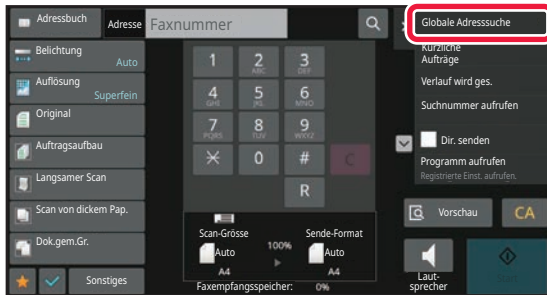 Adressbuch
Adresse
Faxnummer
Globale Adresssuche
Belichtung
Auto
Auflösung
Superfein
Original
Auftragsaufbau
Langsamer Scan
Scan von dickem Pap.
Dok.gem.Gr.
Sonstiges
1
2 ABC
3 DEF
4 GHI
5 JKL
6 MNO
7 PQRS
8 TUV
9 WXYZ
0
#
C
R
Scan-Grösse
Auto
A4
100%
Sende-Format
Auto
A4
Faxempfangsspeicher: 0%
Kürzliche
Aufträge
Verlauf wird ges.
Suchnummer aufrufen
Dir. senden
Programm aufrufen
Registrierte Einst. aufrufen.
Vorschau
CA
Laut-
sprecher
Start